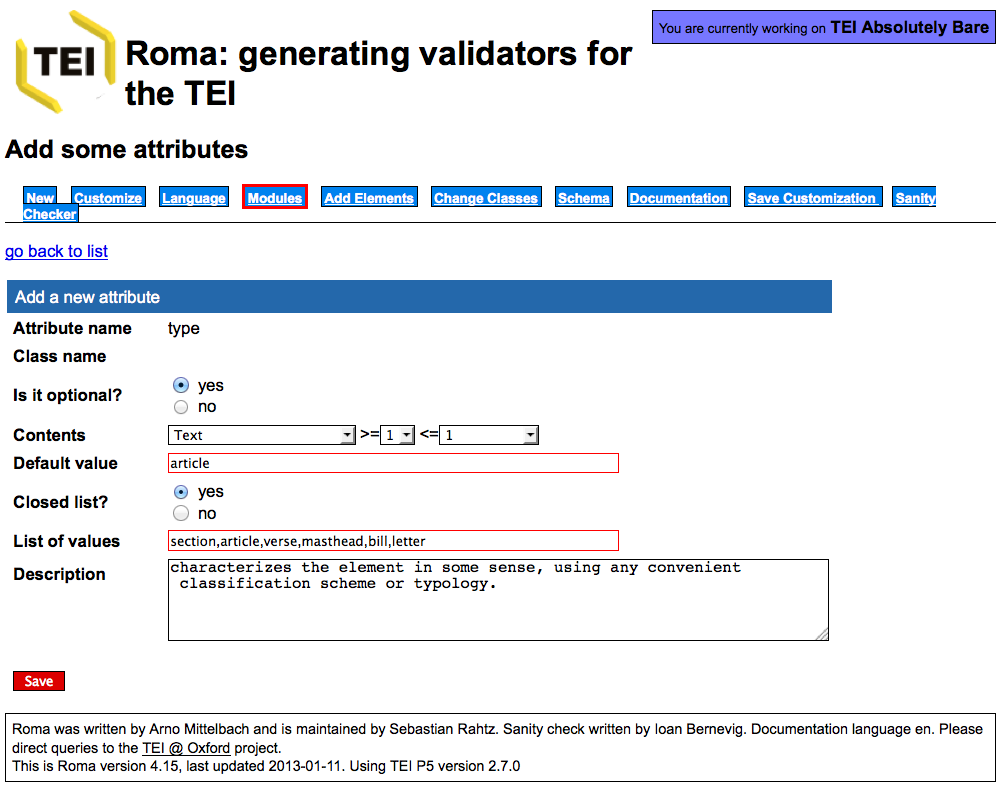 You are currently working on TEI Absolutely Bare
TEI
Roma: generating validators for
the TEI
Add some attributes
New Customize Language Modules Add Elements Change Classes Schema Documentation Save Customization Sanity
Checker
go back to list
Add a new attribute
Attribute name type
Class name
Is it optional? yes
no
Contents Text >= 1 <= 1
Default value article
Closed list? yes
no
List of values section,article,verse,masthead,bill,letter
Description characterizes the element in some sense, using any convenient
classification scheme or typology.
Save
Roma was written by Arno Mittelbach and is maintained by Sebastian Rahtz. Sanity check written by Ioan Bernevig. Documentation language en. Please
direct queries to the TEI @ Oxford project.
This is Roma version 4.15, last updated 2013-01-11. Using TEI P5 version 2.7.0